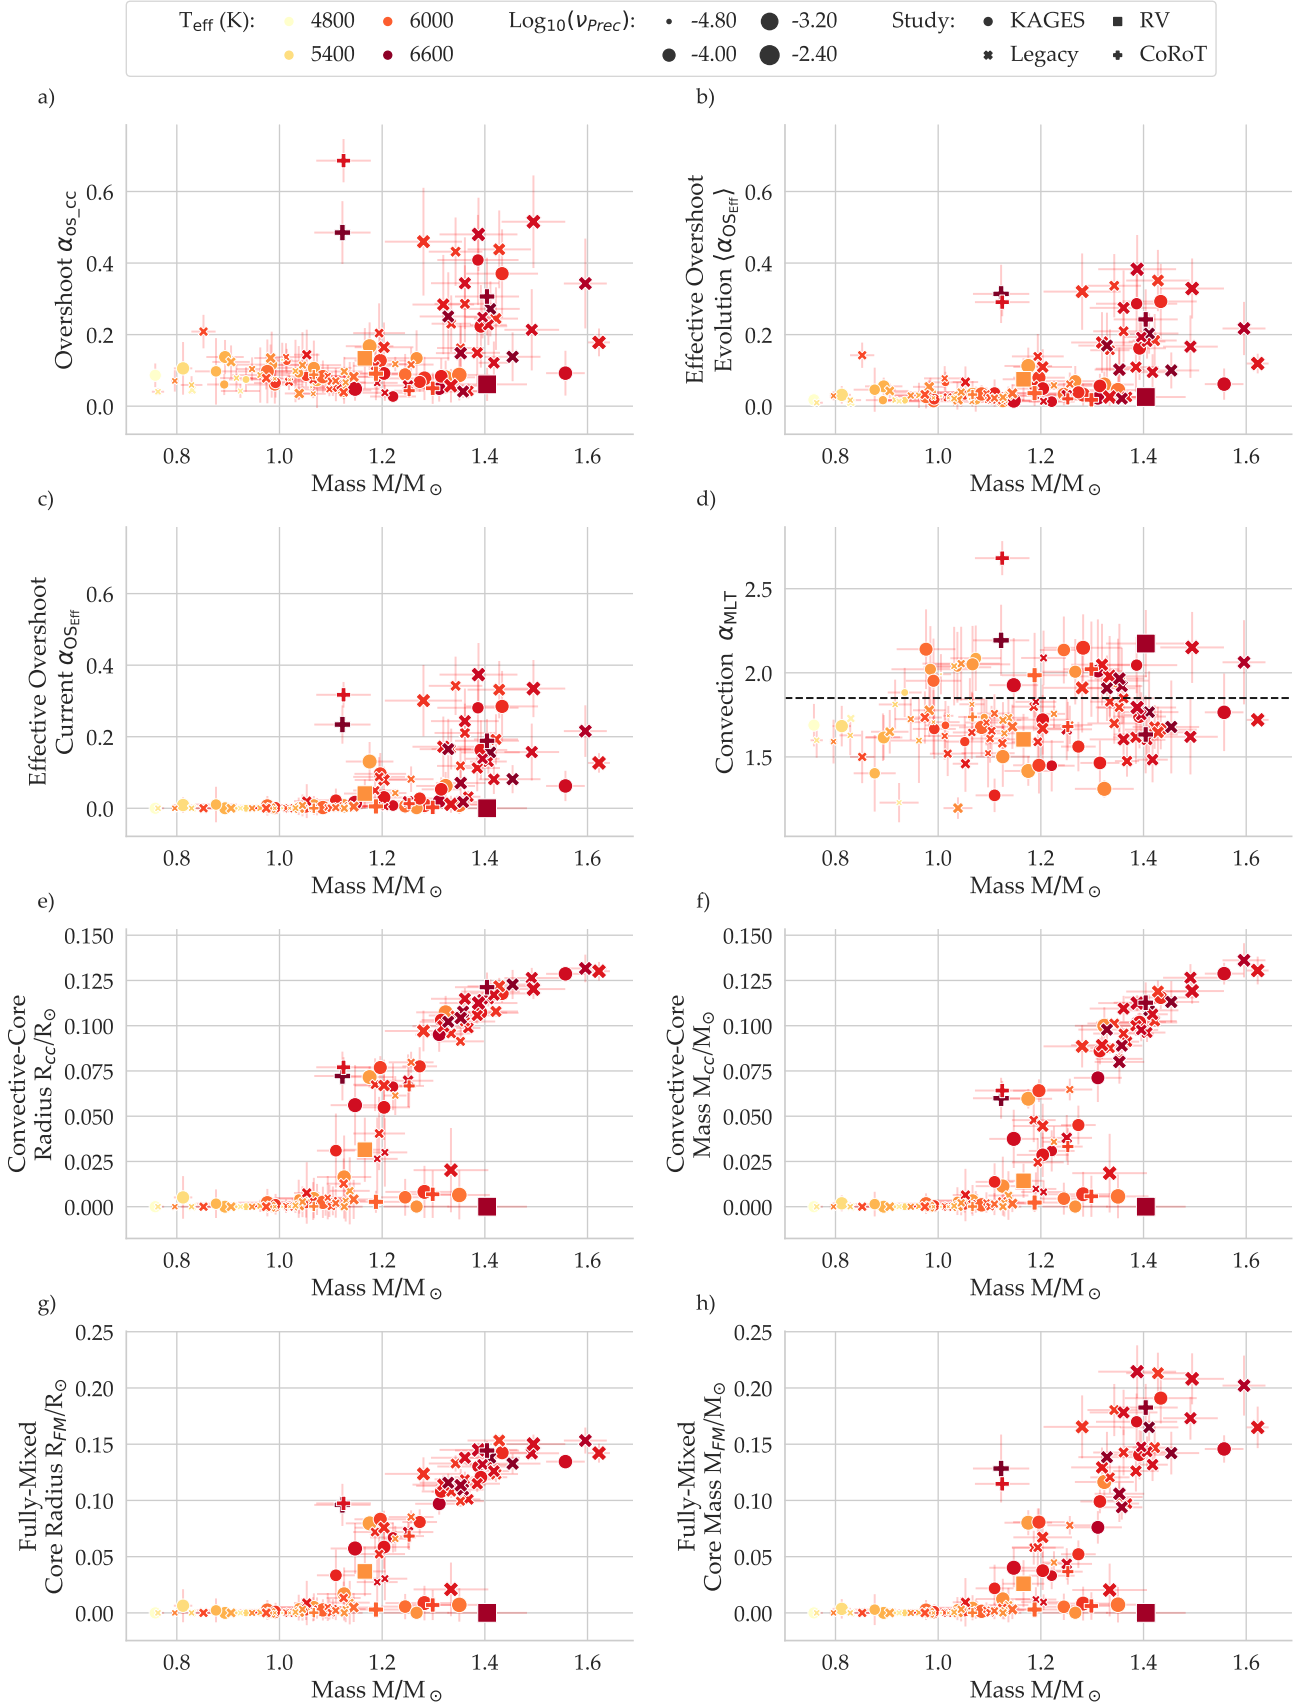 T_eff (K): 4800 6000 Log₁₀(ν_Prec): -4.80 -3.20 Study: KAGES RV
5400 6600 -4.00 -2.40 Legacy CoRoT
a) b)
Overshoot α_os_cc
0.6
0.4
0.2
0.0
0.8 1.0 1.2 1.4 1.6
Mass M/M⊙
Effective Overshoot
Evolution ⟨α_OS_Eff⟩
0.6
0.4
0.2
0.0
0.8 1.0 1.2 1.4 1.6
Mass M/M⊙
c) d)
Effective Overshoot
Current α_OS_Eff
0.6
0.4
0.2
0.0
0.8 1.0 1.2 1.4 1.6
Mass M/M⊙
Convection α_MLT
2.5
2.0
1.5
0.8 1.0 1.2 1.4 1.6
Mass M/M⊙
e) f)
Convective-Core
Radius R_cc/R⊙
0.150
0.125
0.100
0.075
0.050
0.025
0.000
0.8 1.0 1.2 1.4 1.6
Mass M/M⊙
Convective-Core
Mass M_cc/M⊙
0.150
0.125
0.100
0.075
0.050
0.025
0.000
0.8 1.0 1.2 1.4 1.6
Mass M/M⊙
g) h)
Fully-Mixed
Core Radius R_FM/R⊙
0.25
0.20
0.15
0.10
0.05
0.00
0.8 1.0 1.2 1.4 1.6
Mass M/M⊙
Fully-Mixed
Core Mass M_FM/M⊙
0.25
0.20
0.15
0.10
0.05
0.00
0.8 1.0 1.2 1.4 1.6
Mass M/M⊙